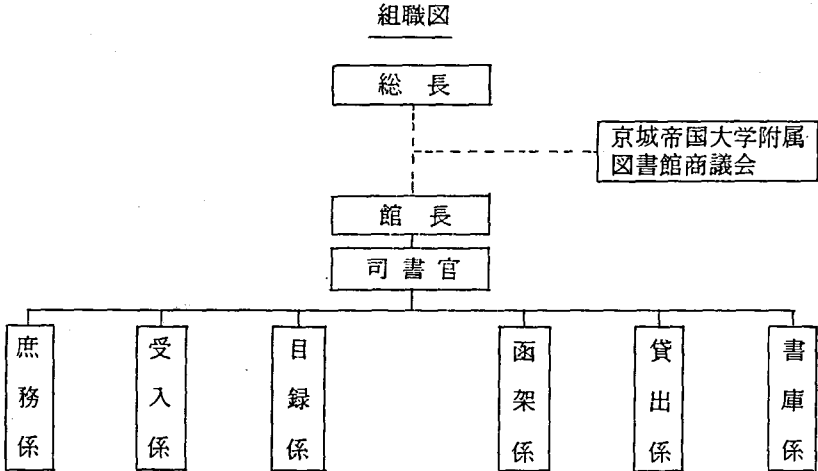 組職図
総長
京城帝国大学附属
図書館商議会
館長
司書官
庶務係
受入係
目録係
函架係
貸出係
書庫係